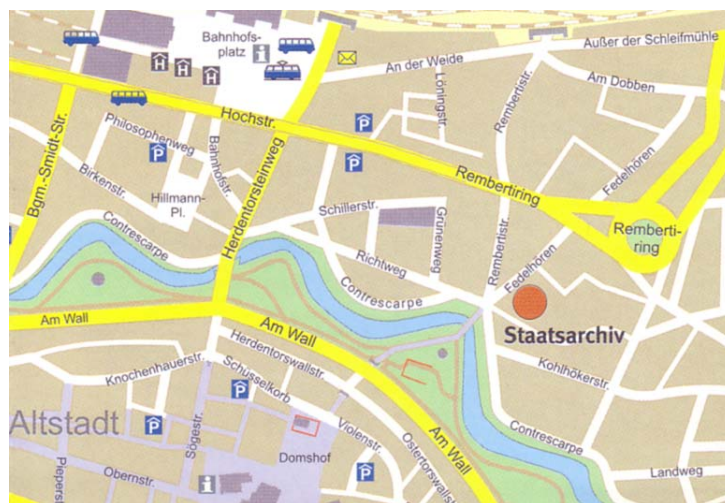 Bahnhofs-
platz
i
H
H
H
Außer der Schleifmühle
An der Weide
Am Dobben
Rembertistr.
Löningstr.
Bgm.-Smidt-Str.
Hochstr.
P
Philosophenweg
P
P
Bahnhofstr.
Birkenstr.
Hillmann-
Pl.
Herdentorsteinweg
Rembertiring
Fedelhören
Schillerstr.
Grünenweg
Rembertistr.
Remberti-
ring
Contrescarpe
Richtweg
Fedelhören
Contrescarpe
Staatsarchiv
Am Wall
Am Wall
Herdentorswallstr.
Kohlhökerstr.
Knochenhauerstr.
Schüsselkorb
P
P
Altstadt
Sögestr.
Violenstr.
Am
Wall
Contrescarpe
Ostertorswallstr.
Domshof
P
Obernstr.
i
Landweg
Piepers